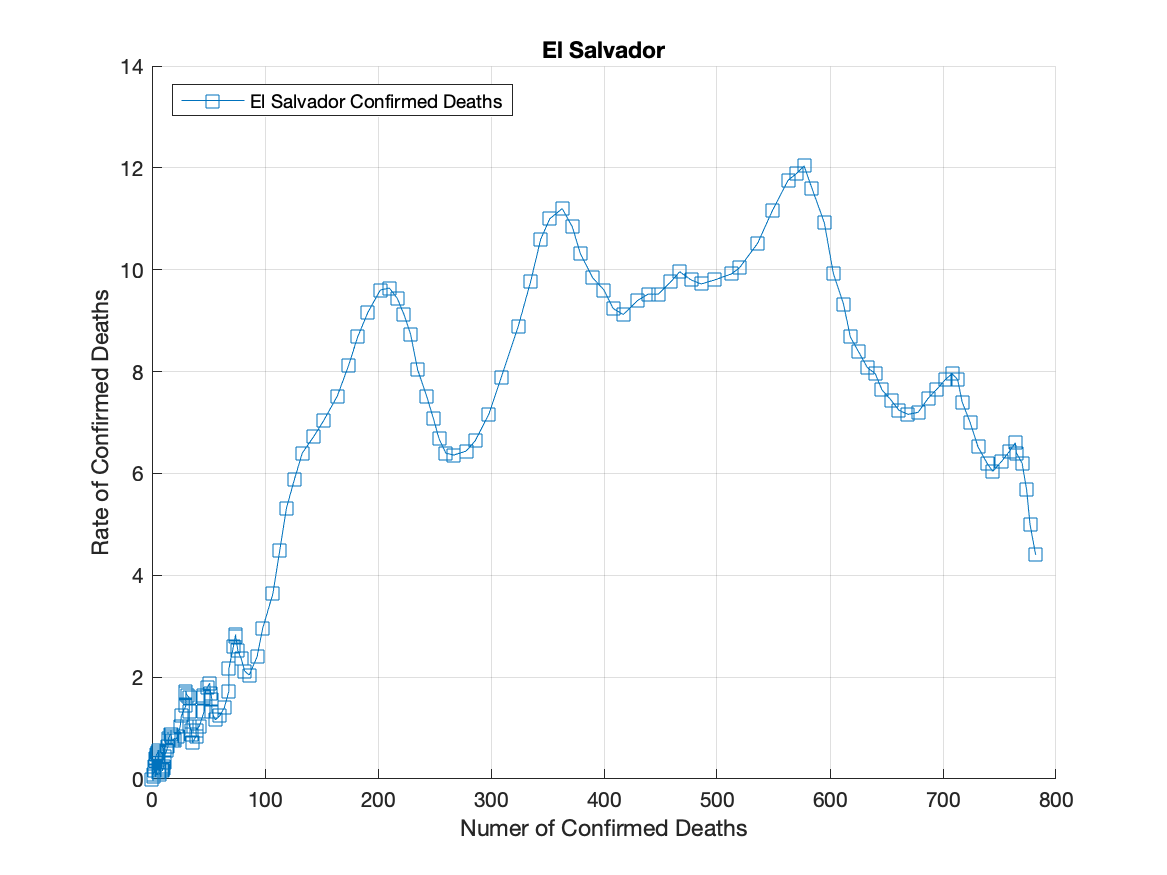 El Salvador
14
El Salvador Confirmed Deaths
12
10
8
6
4
2
0
Rate of Confirmed Deaths
0 100 200 300 400 500 600 700 800
Numer of Confirmed Deaths